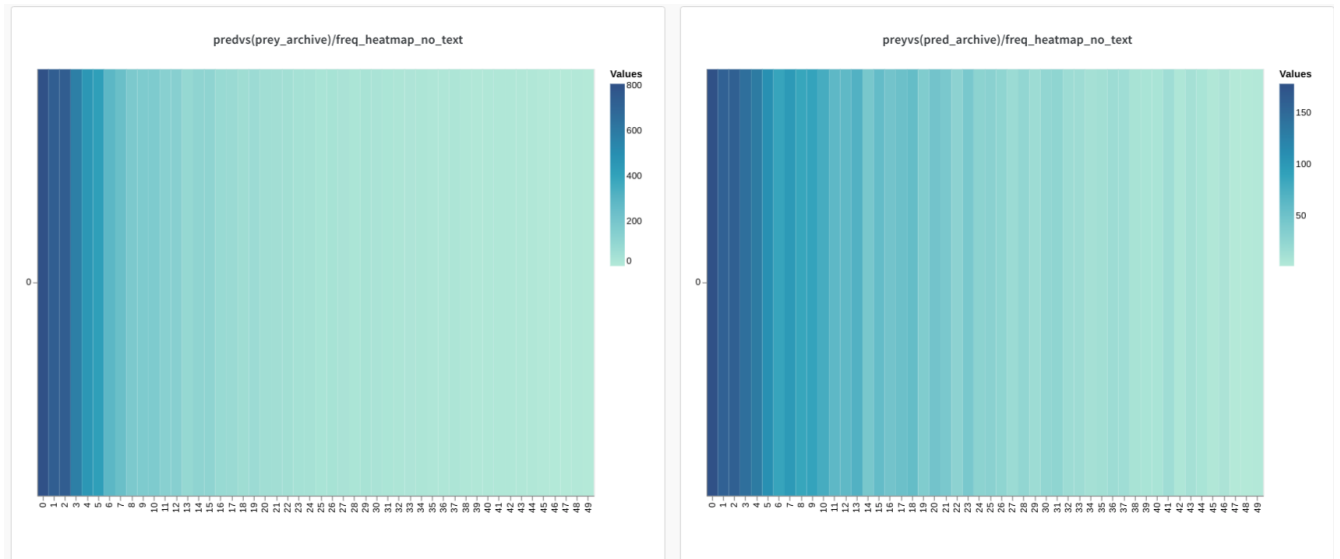 predvs(prey_archive)/freq_heatmap_no_text
Values
800
600
400
200
0
0
0 1 2 3 4 5 6 7 8 9 10 11 12 13 14 15 16 17 18 19 20 21 22 23 24 25 26 27 28 29 30 31 32 33 34 35 36 37 38 39 40 41 42 43 44 45 46 47 48 49
preyvs(pred_archive)/freq_heatmap_no_text
Values
150
100
50
0
0 1 2 3 4 5 6 7 8 9 10 11 12 13 14 15 16 17 18 19 20 21 22 23 24 25 26 27 28 29 30 31 32 33 34 35 36 37 38 39 40 41 42 43 44 45 46 47 48 49